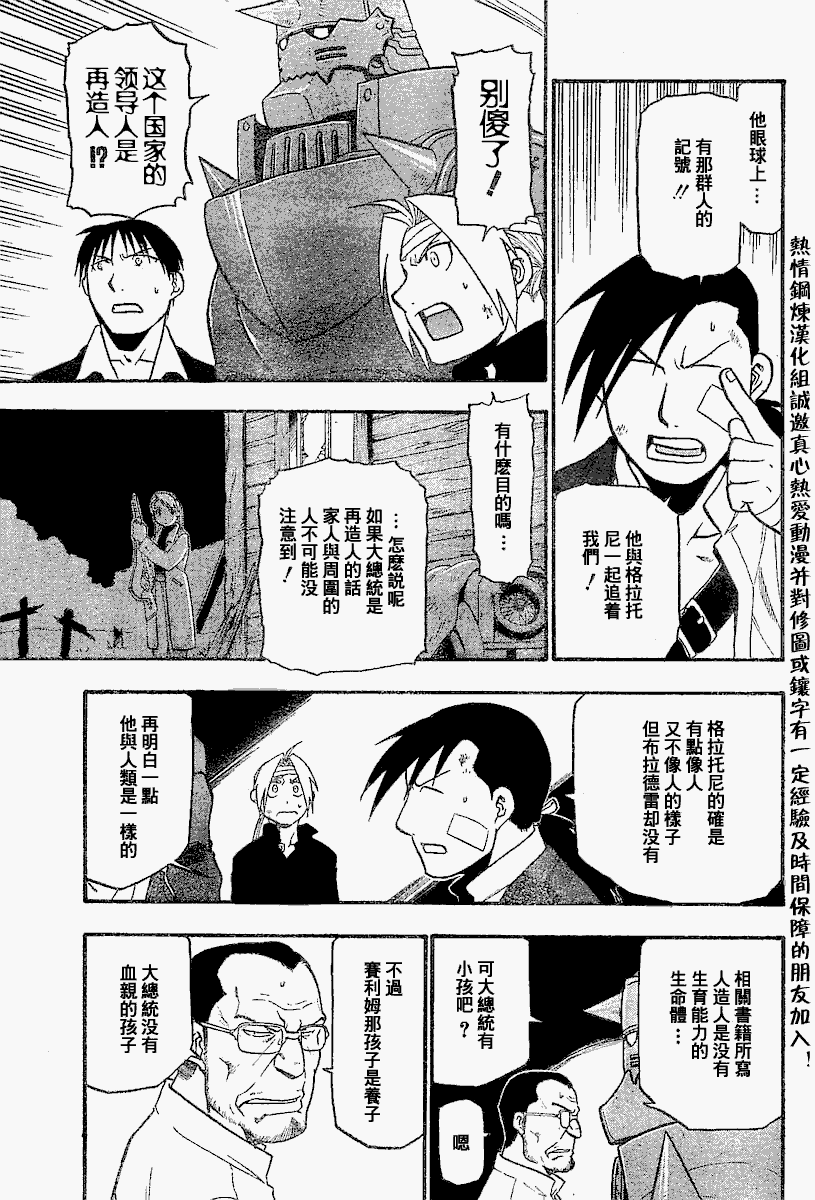 他眼球上…
有那群人的
記號!!
他與格拉托
尼一起追着
我們!
别傻了!
这个国家的
领导人是
再造人!?
有什麽目的嗎…
…怎麽說呢
如果大總統是
再造人的話
家人與周圍的
人不可能没
注意到!
格拉托尼的確是
有點像人
又不像人的樣子
但布拉德雷却没有
再明白一點
他與人類是一樣的
相關書籍所寫
人造人是没有
生育能力的
生命體…
可大總統有
小孩吧?
嗯
不過
賽利姆那孩子是養子
大總統没有
血親的孩子
熱情鋼煉漢化組誠邀真心熱愛動漫并對修圖或鑲字有一定經驗及時間保障的朋友加入!